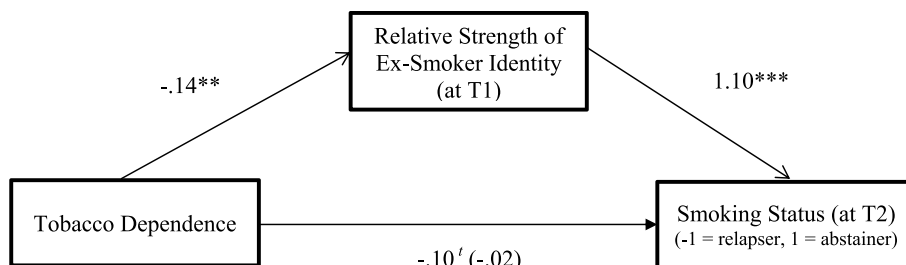 Relative Strength of
Ex-Smoker Identity
(at T1)
-.14**
1.10***
Tobacco Dependence
Smoking Status (at T2)
(-1 = relapser, 1 = abstainer)
-.10 t (-.02)